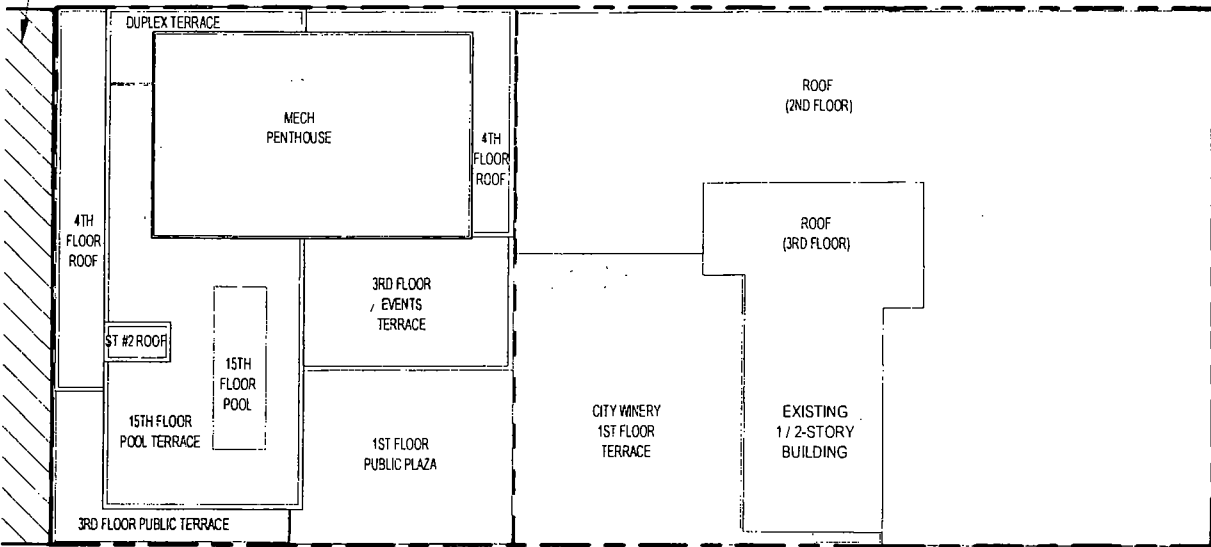 DUPLEX TERRACE
MECH
PENTHOUSE
4TH
FLOOR
ROOF
ROOF
(2ND FLOOR)
4TH
FLOOR
ROOF
ROOF
(3RD FLOOR)
3RD FLOOR
EVENTS
TERRACE
ST #2 ROOF
15TH
FLOOR
POOL
15TH FLOOR
POOL TERRACE
1ST FLOOR
PUBLIC PLAZA
CITY WINERY
1ST FLOOR
TERRACE
EXISTING
1 / 2-STORY
BUILDING
3RD FLOOR PUBLIC TERRACE